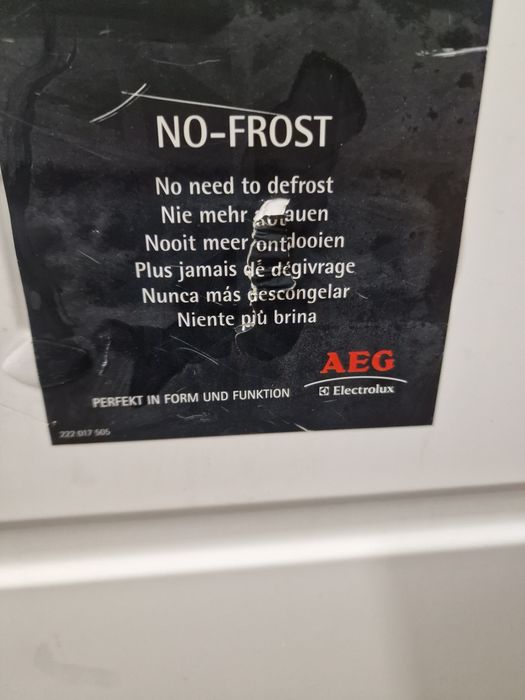 NO-FROST
No need to defrost
Nie mehr abtauen
Nooit meer ontdooien
Plus jamais de dégivrage
Nunca más descongelar
Niente più brina
AEG
PERFEKT IN FORM UND FUNKTION
Electrolux
222 017 505